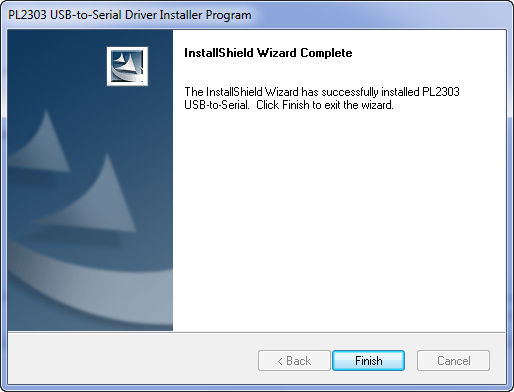 PL2303 USB-to-Serial Driver Installer Program
InstallShield Wizard Complete
The InstallShield Wizard has successfully installed PL2303
USB-to-Serial. Click Finish to exit the wizard.
< Back
Finish
Cancel